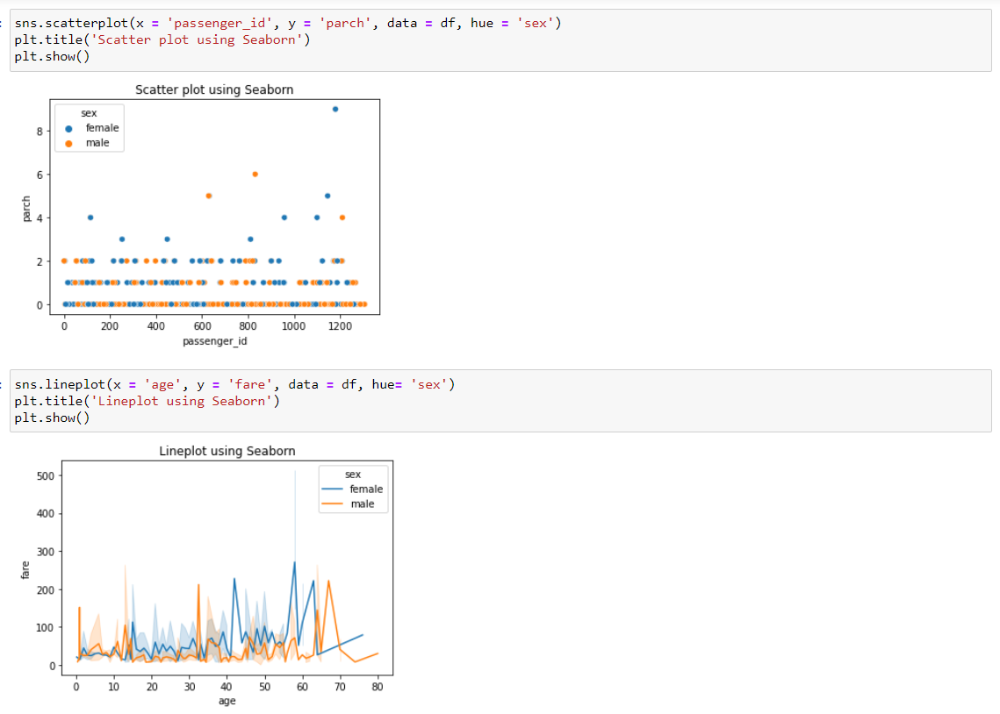 sns.scatterplot(x = 'passenger_id', y = 'parch', data = df, hue = 'sex')
plt.title('Scatter plot using Seaborn')
plt.show()
Scatter plot using Seaborn
sex
female
male
8
6
4
2
0
parch
0 200 400 600 800 1000 1200
passenger_id
sns.lineplot(x = 'age', y = 'fare', data = df, hue= 'sex')
plt.title('Lineplot using Seaborn')
plt.show()
Lineplot using Seaborn
sex
female
male
500
400
300
200
100
0
fare
0 10 20 30 40 50 60 70 80
age